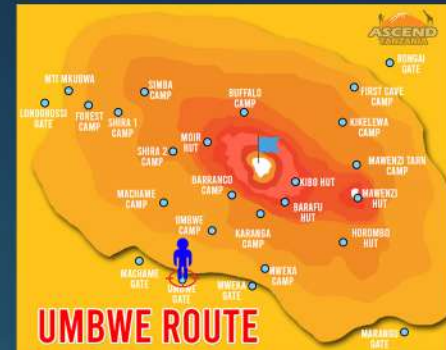 ASCEND
TANZANIA
RONGAI
GATE
MTI MKUBWA
SIMBA
CAMP
BUFFALO
CAMP
FIRST CAVE
CAMP
LONDOROSSI
GATE
FOREST
CAMP
SHIRA 1
CAMP
KIKELEWA
CAMP
MOIR
HUT
SHIRA 2
CAMP
MAWENZI TARN
CAMP
BARRANCO
CAMP
KIBO HUT
MAWENZI
HUT
MACHAME
CAMP
BARAFU
HUT
UMBWE
CAMP
KARANGA
CAMP
HOROMBO
HUT
MACHAME
GATE
MWEKA
CAMP
UMBWE
GATE
MWEKA
GATE
UMBWE ROUTE
MARANGU
GATE